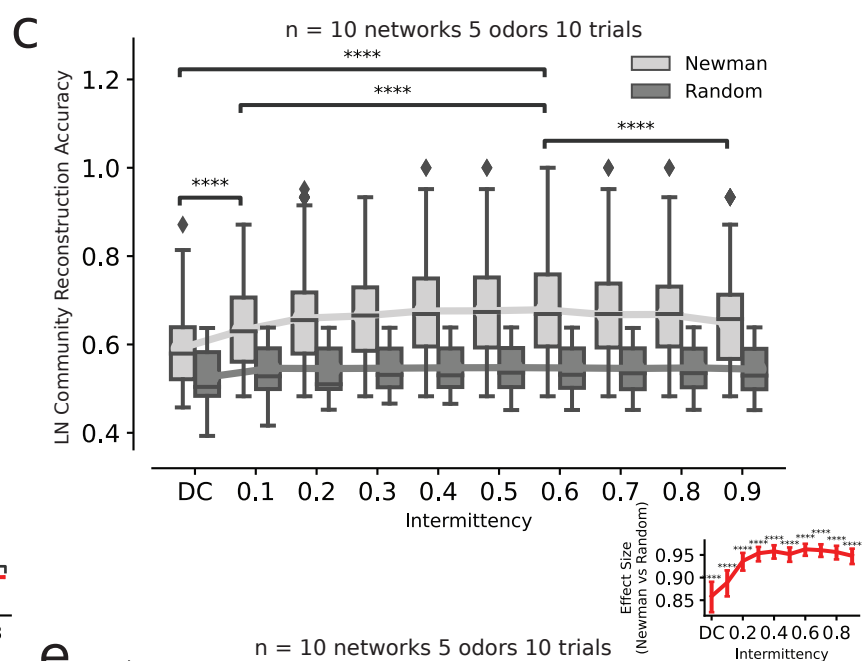 C
n = 10 networks 5 odors 10 trials
LN Community Reconstruction Accuracy
1.2
1.0
0.8
0.6
0.4
****
****
****
****
Newman
Random
DC 0.1 0.2 0.3 0.4 0.5 0.6 0.7 0.8 0.9
Intermittency
Effect Size
(Newman vs Random)
0.95
0.90
0.85
***
****
****
****
****
****
****
****
****
****
DC 0.2 0.4 0.6 0.8
Intermittency
n = 10 networks 5 odors 10 trials